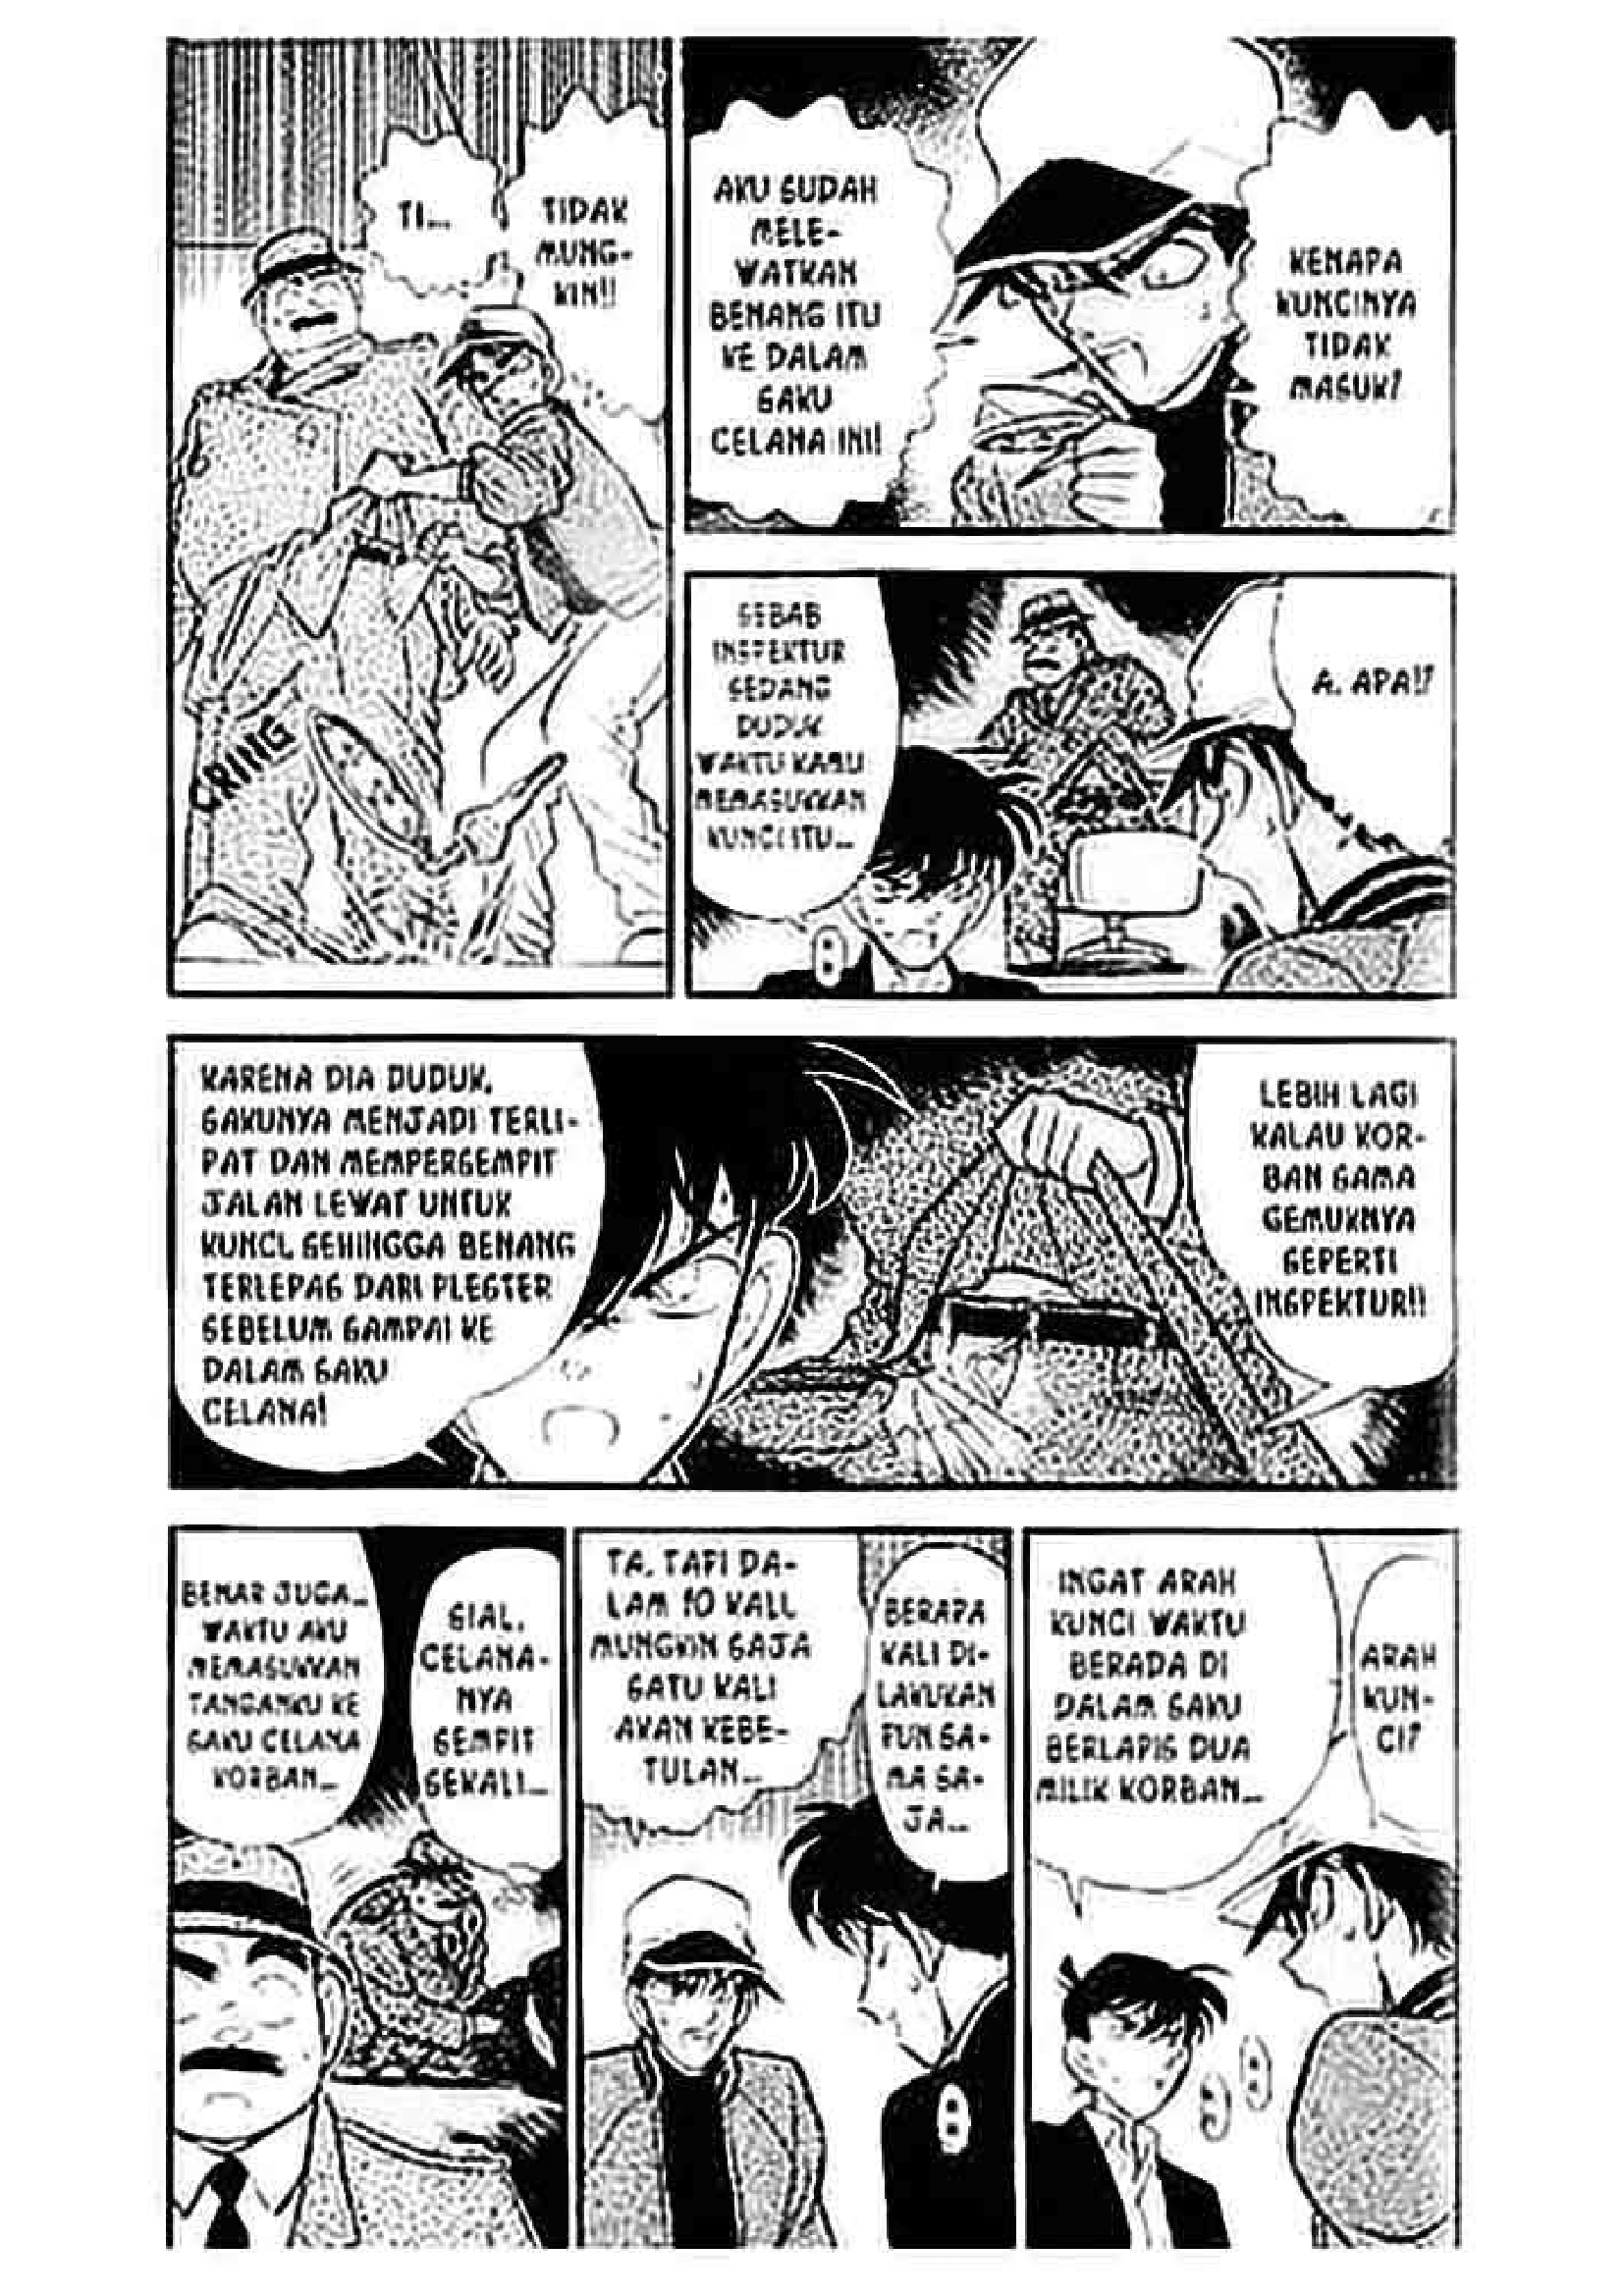 KENAPA
KUNCINYA
TIDAK
MASUK?
AKU SUDAH
MELE-
WATKAN
BENANG ITU
KE DALAM
SAKU
CELANA INI!
TIDAK
MUNG-
KIN!!
TI...
CRING
A. APA!?
SEBAB
INSPEKTUR
SEDANG
DUDUK
WAKTU KAMU
MEMASUKKAN
KUNCI ITU...
LEBIH LAGI
KALAU KOR-
BAN SAMA
GEMUKNYA
SEPERTI
INSPEKTUR!!
KARENA DIA DUDUK,
SAKUNYA MENJADI TERLI-
PAT DAN MEMPERSEMPIT
JALAN LEWAT UNTUK
KUNCI, SEHINGGA BENANG
TERLEPAS DARI PLESTER
SEBELUM SAMPAI KE
DALAM SAKU
CELANA!
ARAH
KUN-
CI?
INGAT ARAH
KUNCI WAKTU
BERADA DI
DALAM SAKU
BERLAPIS DUA
MILIK KORBAN...
BERAPA
KALI DI-
LAKUKAN
PUN SA-
MA SA-
JA...
TA, TAPI DA-
LAM 10 KALI,
MUNGKIN SAJA
SATU KALI
AKAN KEBE-
TULAN...
SIAL,
CELANA-
NYA
SEMPIT
SEKALI...
BENAR JUGA...
WAKTU AKU
MEMASUKKAN
TANGANKU KE
SAKU CELANA
KORBAN...